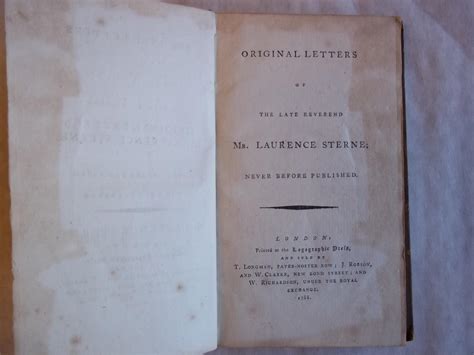 ORIGINAL LETTERS
OF
THE LATE REVEREND
Mr. LAURENCE STERNE;
NEVER BEFORE PUBLISHED.
LONDON:
Printed at the Logographic Press,
AND SOLD BY
T. LONGMAN, PATER-NOSTER ROW; J. ROBSON,
AND W. CLARKE, NEW BOND STREET; AND
W. RICHARDSON, UNDER THE ROYAL
EXCHANGE.